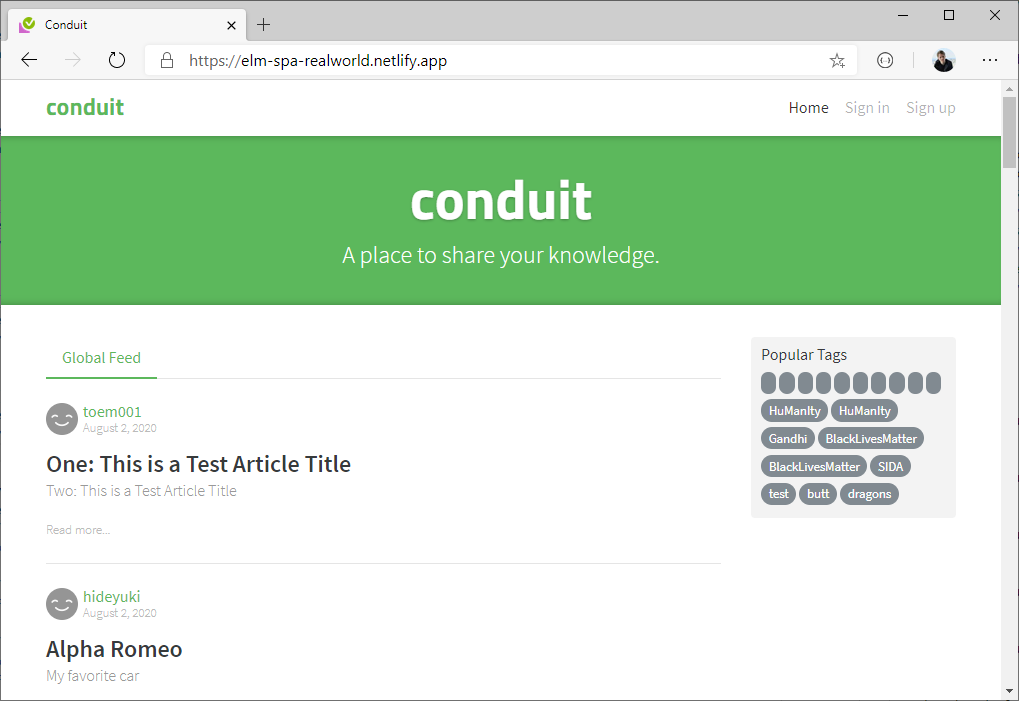 Conduit
https://elm-spa-realworld.netlify.app
conduit
Home Sign in Sign up
conduit
A place to share your knowledge.
Global Feed
toem001
August 2, 2020
One: This is a Test Article Title
Two: This is a Test Article Title
Read more...
hideyuki
August 2, 2020
Alpha Romeo
My favorite car
Popular Tags
HuManIty HuManIty
Gandhi BlackLivesMatter
BlackLivesMatter SIDA
test butt dragons